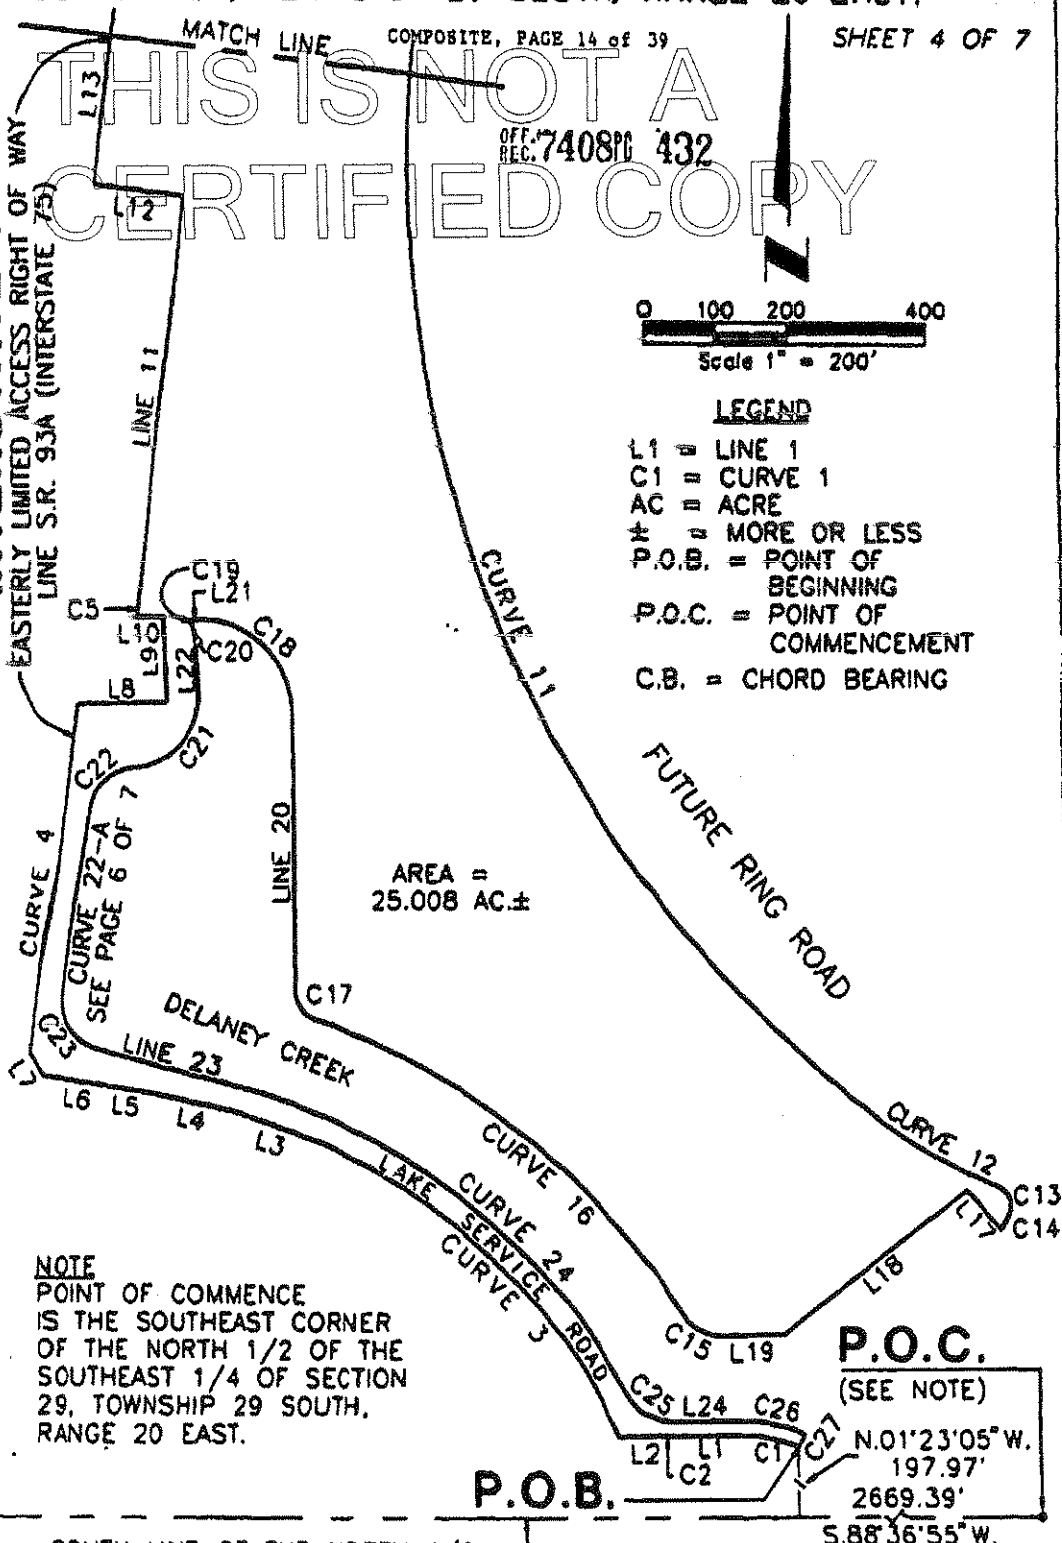 MATCH LINE
COMPOSITE, PAGE 14 of 39
SHEET 4 OF 7
THIS IS NOT A
CERTIFIED COPY
OFF. REC. 7408 PG 432
L13
L12
EASTERLY LIMITED ACCESS RIGHT OF WAY
LINE S.R. 93A (INTERSTATE 75)
LINE 11
0 100 200 400
Scale 1" = 200'
LEGEND
L1 = LINE 1
C1 = CURVE 1
AC = ACRE
± = MORE OR LESS
P.O.B. = POINT OF
BEGINNING
P.O.C. = POINT OF
COMMENCEMENT
C.B. = CHORD BEARING
C19
L21
C5
L10
C20
C18
L9
L22
L8
C21
C22
CURVE 11
FUTURE RING ROAD
CURVE 4
CURVE 22-A
SEE PAGE 6 OF 7
LINE 20
AREA =
25.008 AC.±
C17
C23
DELANEY CREEK
LINE 23
L7
L6
L5
L4
L3
LAKE SERVICE ROAD
CURVE 24
CURVE 3
CURVE 16
CURVE 12
C13
C14
L17
L18
C15
L19
NOTE
POINT OF COMMENCE
IS THE SOUTHEAST CORNER
OF THE NORTH 1/2 OF THE
SOUTHEAST 1/4 OF SECTION
29, TOWNSHIP 29 SOUTH,
RANGE 20 EAST.
P.O.C.
(SEE NOTE)
C25
L24
C26
C27
L2
L1
C1
C2
N.01°23'05"W.
197.97'
P.O.B.
2669.39'
S.88°36'55"W.